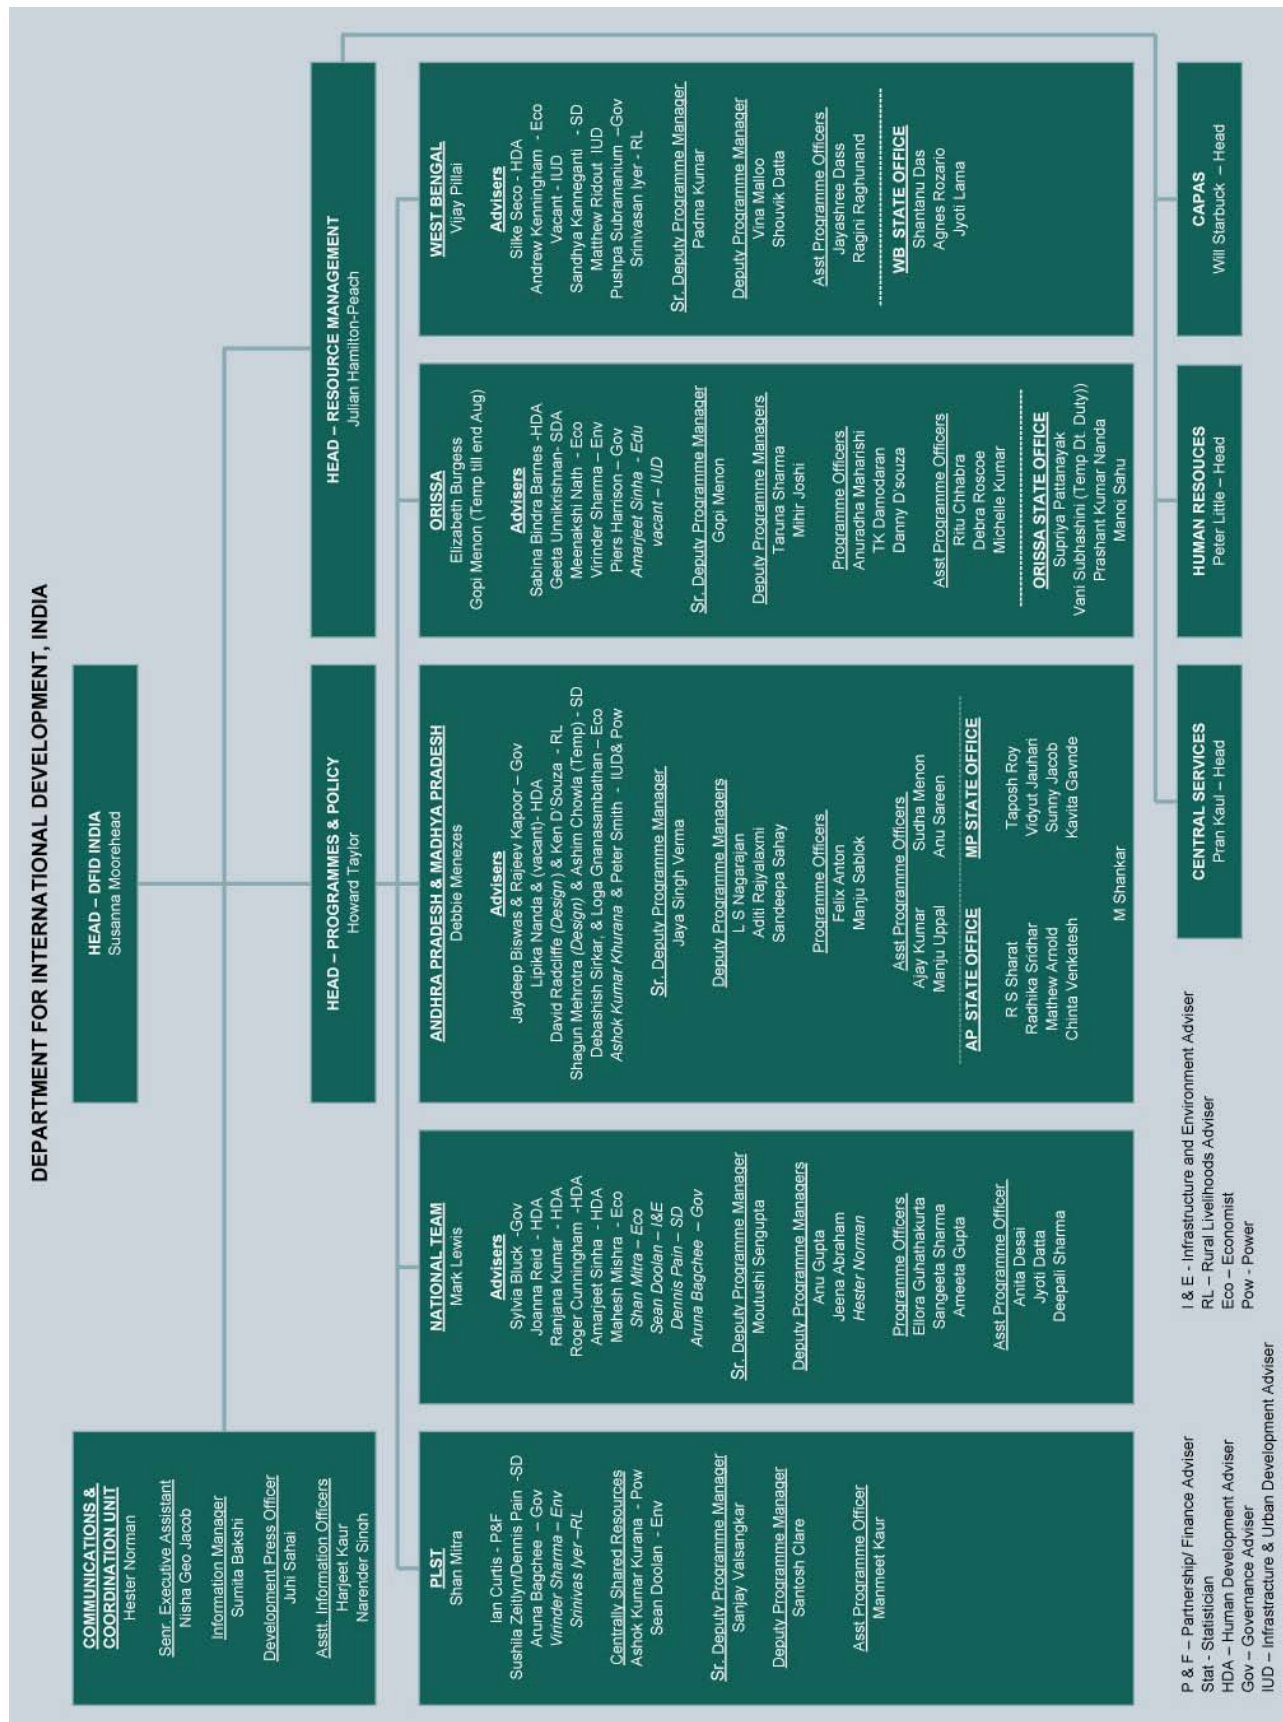 DEPARTMENT FOR INTERNATIONAL DEVELOPMENT, INDIA
HEAD – DFID INDIA
Susanna Moorehead
COMMUNICATIONS &
COORDINATION UNIT
Hester Norman
Senr. Executive Assistant
Nisha Geo Jacob
Information Manager
Sumita Bakshi
Development Press Officer
Juhi Sahai
Asstt. Information Officers
Harjeet Kaur
Narender Singh
HEAD – PROGRAMMES & POLICY
Howard Taylor
HEAD – RESOURCE MANAGEMENT
Julian Hamilton-Peach
PLST
Shan Mitra
Ian Curtis - P&F
Sushila Zeitlyn/Dennis Pain -SD
Aruna Bagchee – Gov
Virinder Sharma – Env
Srinivas Iyer –RL
Centrally Shared Resources
Ashok Kumar Kurana - Pow
Sean Doolan - Env
Sr. Deputy Programme Manager
Sanjay Valsangkar
Deputy Programme Manager
Santosh Clare
Asst Programme Officer
Manmeet Kaur
NATIONAL TEAM
Mark Lewis
Advisers
Sylvia Bluck -Gov
Joanna Reid - HDA
Ranjana Kumar - HDA
Roger Cunningham -HDA
Amarjeet Sinha - HDA
Mahesh Mishra - Eco
Shan Mitra – Eco
Sean Doolan – I&E
Dennis Pain – SD
Aruna Bagchee – Gov
Sr. Deputy Programme Manager
Moutushi Sengupta
Deputy Programme Managers
Anu Gupta
Jeena Abraham
Hester Norman
Programme Officers
Ellora Guhathakurta
Sangeeta Sharma
Ameeta Gupta
Asst Programme Officer
Anita Desai
Jyoti Datta
Deepali Sharma
ANDHRA PRADESH & MADHYA PRADESH
Debbie Menezes
Advisers
Jaydeep Biswas & Rajeev Kapoor – Gov
Lipika Nanda & (vacant)- HDA
David Radcliffe (Design ) & Ken D'Souza - RL
Shagun Mehrotra (Design) & Ashim Chowla (Temp) - SD
Debashish Sirkar, & Loga Gnanasambathan – Eco
Ashok Kumar Khurana & Peter Smith - IUD& Pow
Sr. Deputy Programme Manager
Jaya Singh Verma
Deputy Programme Managers
L S Nagarajan
Aditi Rajyalaxmi
Sandeepa Sahay
Programme Officers
Felix Anton
Manju Sablok
Asst Programme Officers
Ajay Kumar Sudha Menon
Manju Uppal Anu Sareen
AP STATE OFFICE MP STATE OFFICE
R S Sharat Taposh Roy
Radhika Sridhar Vidyut Jauhari
Mathew Arnold Sunny Jacob
Chinta Venkatesh Kavita Gavnde
M Shankar
ORISSA
Elizabeth Burgess
Gopi Menon (Temp till end Aug)
Advisers
Sabina Bindra Barnes -HDA
Geeta Unnikrishnan- SDA
Meenakshi Nath - Eco
Virinder Sharma – Env
Piers Harrison – Gov
Amarjeet Sinha - Edu
vacant – IUD
Sr. Deputy Programme Manager
Gopi Menon
Deputy Programme Managers
Taruna Sharma
Mihir Joshi
Programme Officers
Anuradha Maharishi
TK Damodaran
Danny D'souza
Asst Programme Officers
Ritu Chhabra
Debra Roscoe
Michelle Kumar
ORISSA STATE OFFICE
Supriya Pattanayak
Vani Subhashini (Temp Dt. Duty))
Prashant Kumar Nanda
Manoj Sahu
WEST BENGAL
Vijay Pillai
Advisers
Silke Seco - HDA
Andrew Kenningham - Eco
Vacant - IUD
Sandhya Kanneganti - SD
Matthew Ridout IUD
Pushpa Subramanium –Gov
Srinivasan Iyer - RL
Sr. Deputy Programme Manager
Padma Kumar
Deputy Programme Manager
Vina Malloo
Shouvik Datta
Asst Programme Officers
Jayashree Dass
Ragini Raghunand
WB STATE OFFICE
Shantanu Das
Agnes Rozario
Jyoti Lama
CENTRAL SERVICES
Pran Kaul – Head
HUMAN RESOUCES
Peter Little – Head
CAPAS
Will Starbuck – Head
P & F – Partnership/ Finance Adviser
Stat - Statistician
HDA – Human Development Adviser
Gov – Governance Adviser
IUD – Infrastructure & Urban Development Adviser
I & E - Infrastructure and Environment Adviser
RL – Rural Livelihoods Adviser
Eco – Economist
Pow - Power